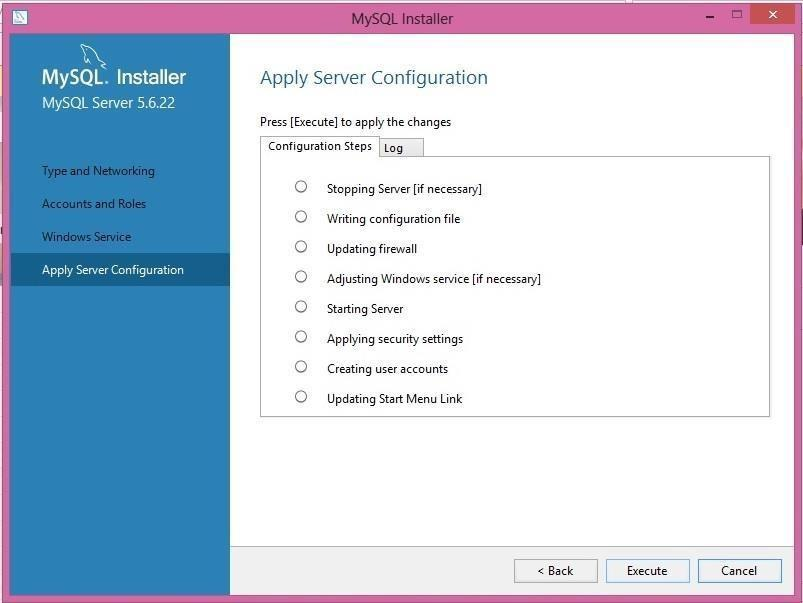 MySQL Installer
MySQL. Installer
MySQL Server 5.6.22
Type and Networking
Accounts and Roles
Windows Service
Apply Server Configuration
Apply Server Configuration
Press [Execute] to apply the changes
Configuration Steps Log
Stopping Server [if necessary]
Writing configuration file
Updating firewall
Adjusting Windows service [if necessary]
Starting Server
Applying security settings
Creating user accounts
Updating Start Menu Link
< Back Execute Cancel